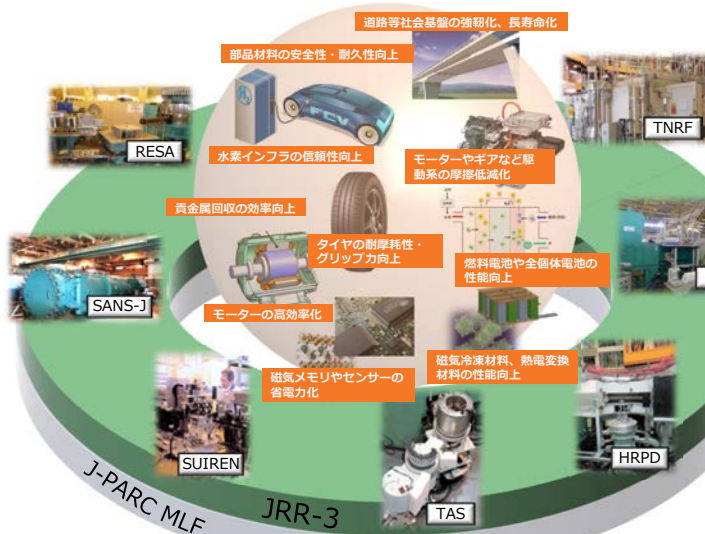 道路等社会基盤の強靭化、長寿命化
部品材料の安全性・耐久性向上
FCV
TNRF
RESA
水素インフラの信頼性向上
モーターやギアなど駆
動系の摩擦低減化
貴金属回収の効率向上
タイヤの耐摩耗性・
グリップ力向上
燃料電池や全個体電池の
性能向上
SANS-J
モーターの高効率化
磁気冷凍材料、熱電変換
材料の性能向上
磁気メモリやセンサーの
省電力化
SUIREN
HRPD
TAS
JRR-3
J-PARC MLF